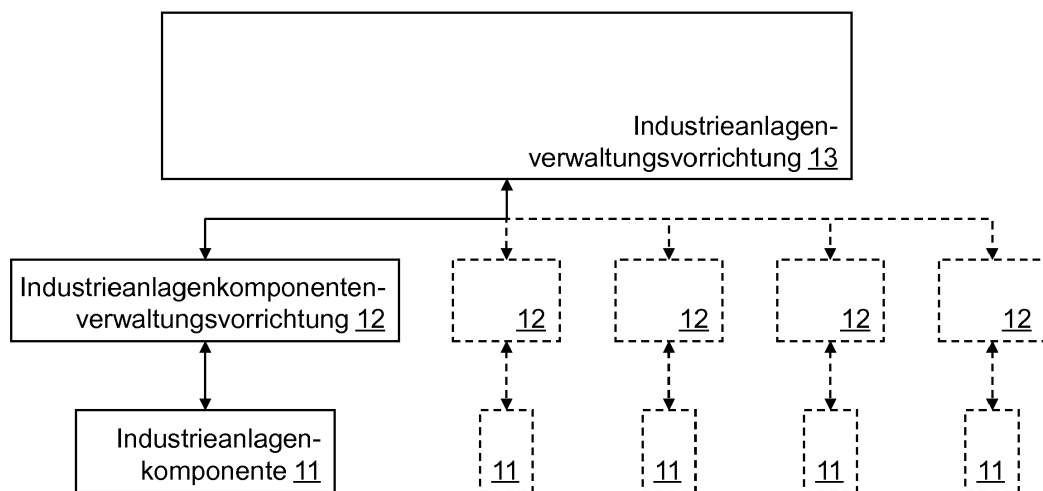 Industrieanlagen-
verwaltungsvorrichtung 13
Industrieanlagenkomponenten-
verwaltungsvorrichtung 12
12
12
12
12
Industrieanlagen-
komponente 11
11
11
11
11